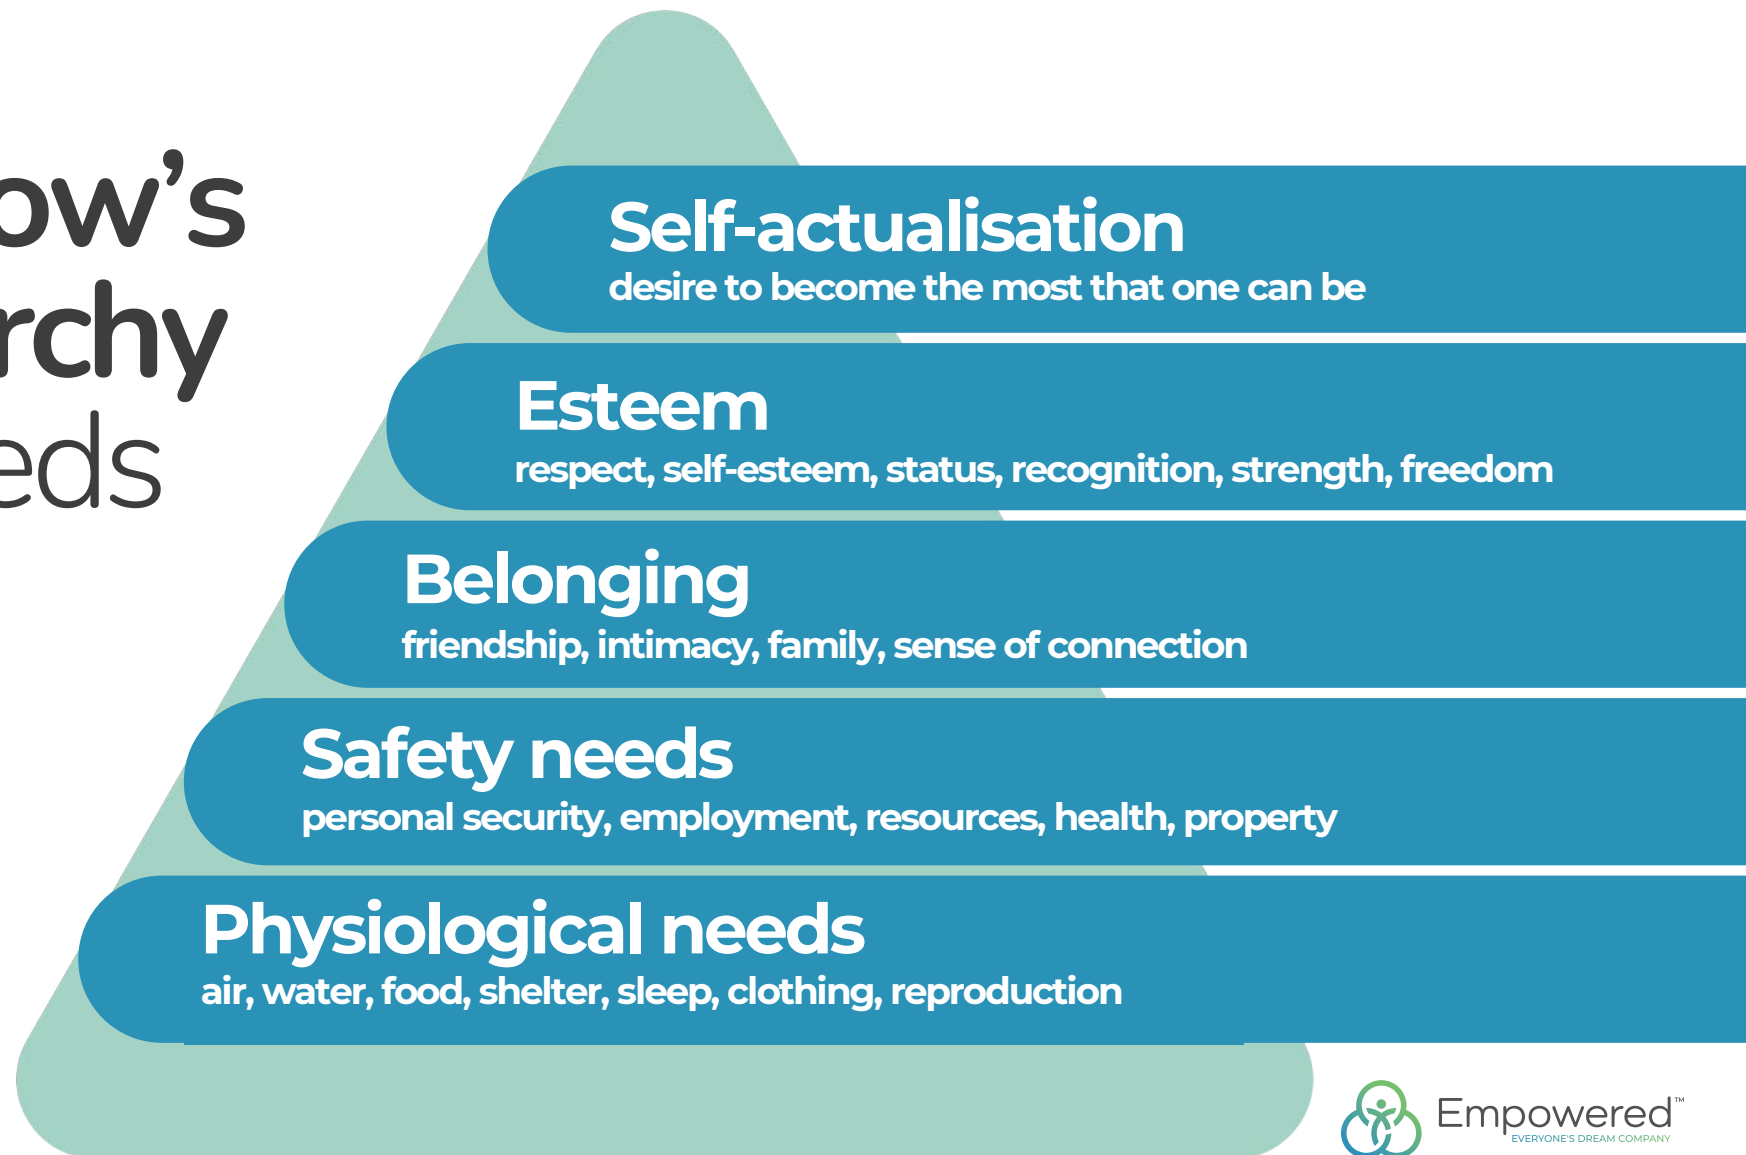 ow's
rchy
eds
Self-actualisation
desire to become the most that one can be
Esteem
respect, self-esteem, status, recognition, strength, freedom
Belonging
friendship, intimacy, family, sense of connection
Safety needs
personal security, employment, resources, health, property
Physiological needs
air, water, food, shelter, sleep, clothing, reproduction
Empowered™
EVERYONE'S DREAM COMPANY